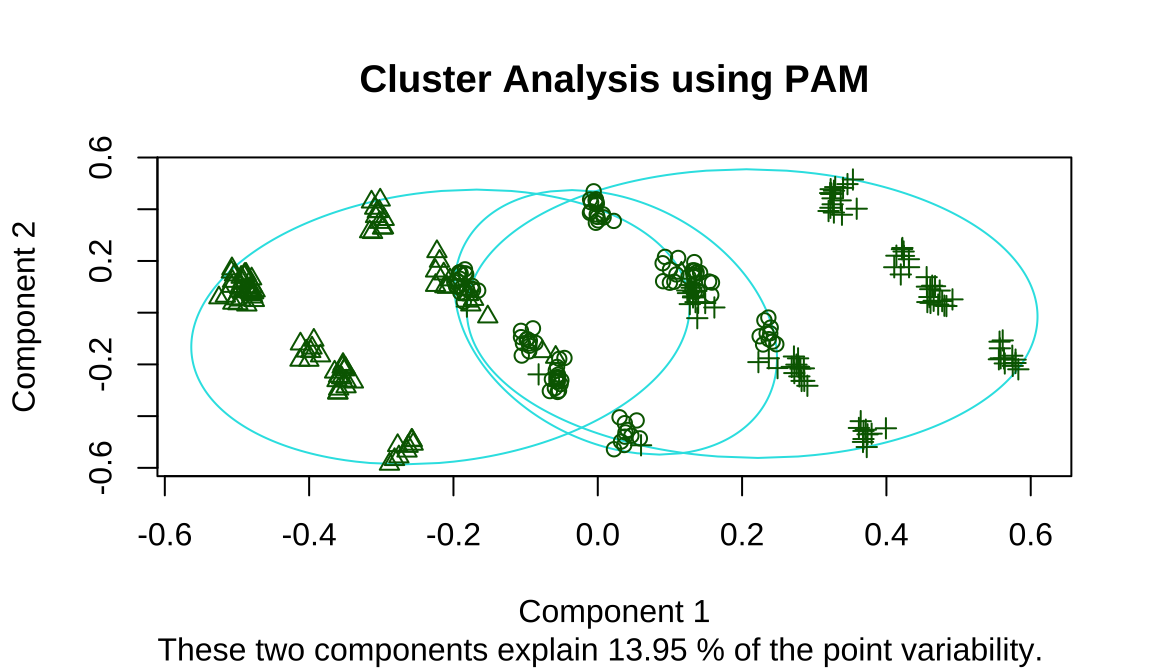 Cluster Analysis using PAM
Component 2
0.6
0.2
-0.2
-0.6
-0.6 -0.4 -0.2 0.0 0.2 0.4 0.6
Component 1
These two components explain 13.95 % of the point variability.